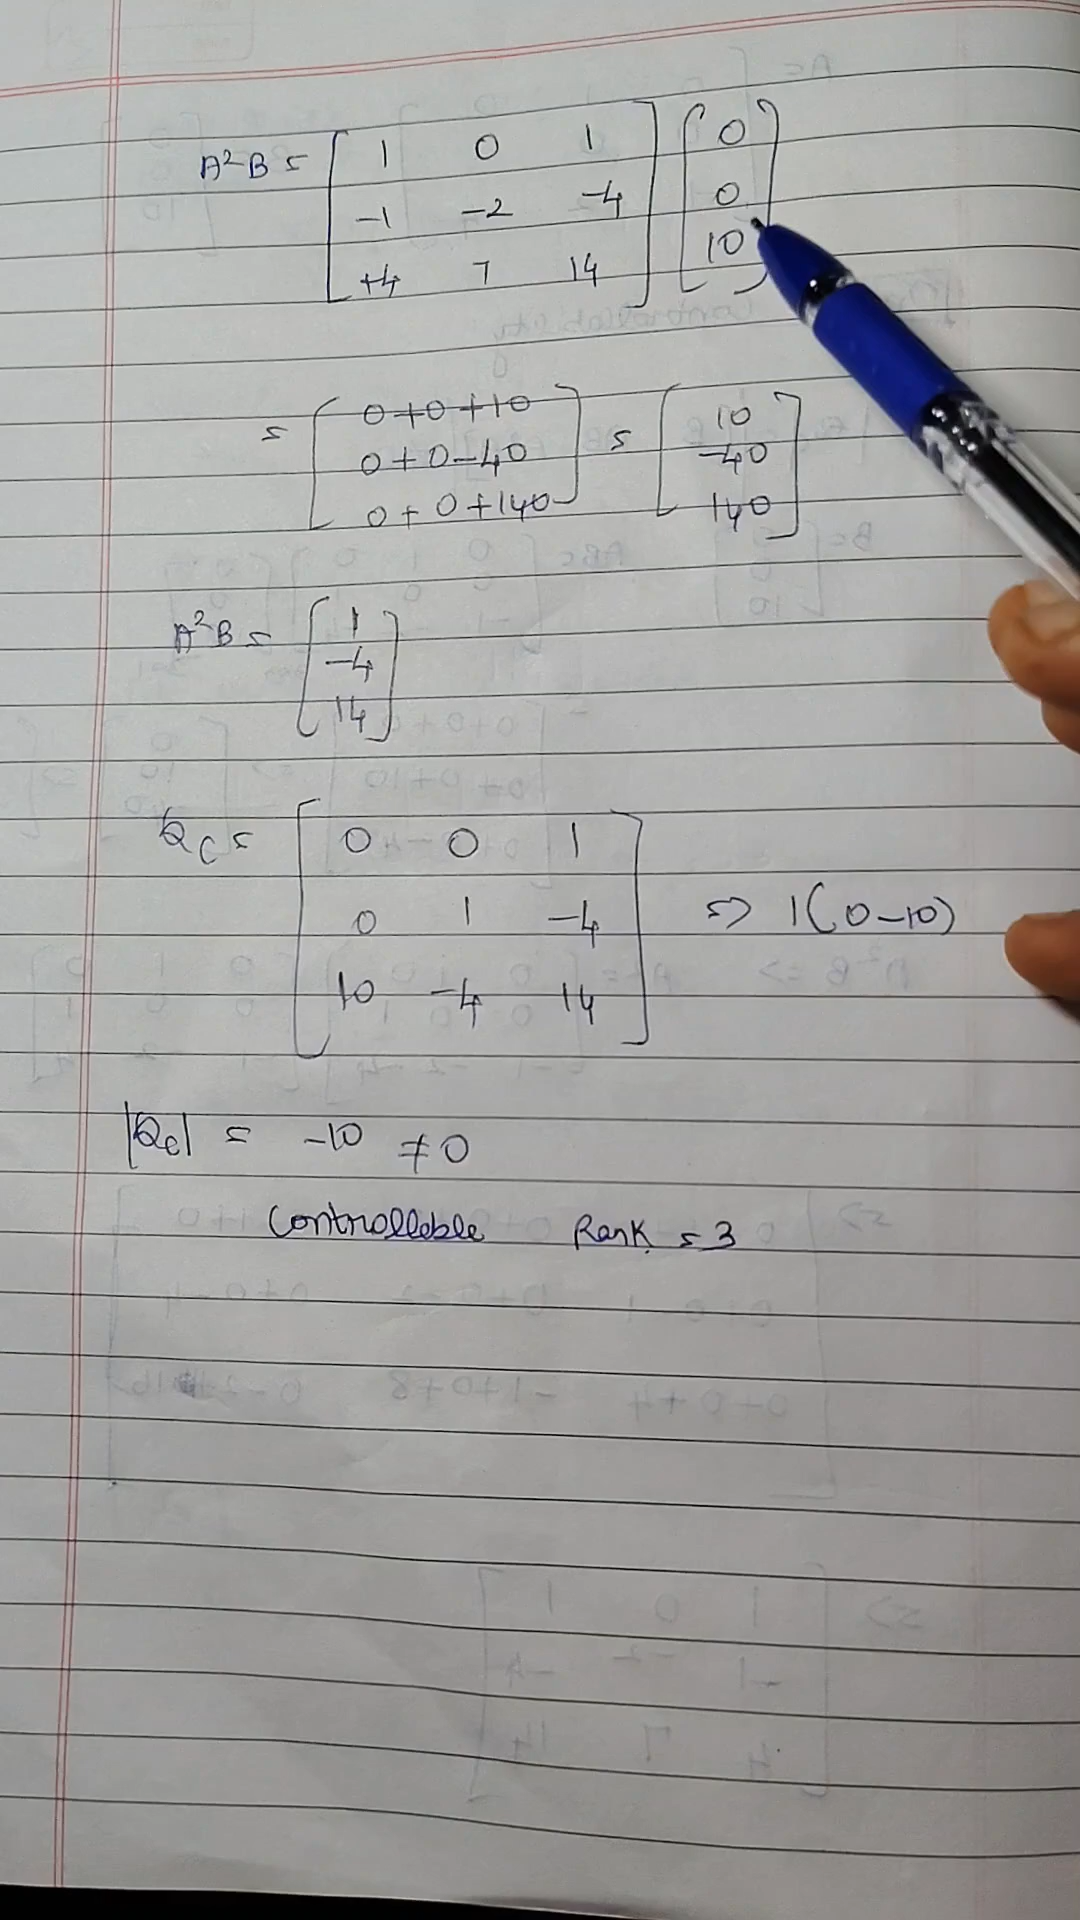 A²B = [ 1 0 1 ] [ 0 ]
[ -1 -2 -4 ] [ 0 ]
[ +4 7 14 ] [ 10 ]
= [ 0+0+10 ] = [ 10 ]
[ 0+0-40 ] [ -40 ]
[ 0+0+140 ] [ 140 ]
A²B = [ 1 ]
[ -4 ]
[ 14 ]
Qc = [ 0 0 1 ]
[ 0 1 -4 ] => 1(0-10)
[ 10 -4 14 ]
|Qc| = -10 ≠0
Controlleble Rank = 3